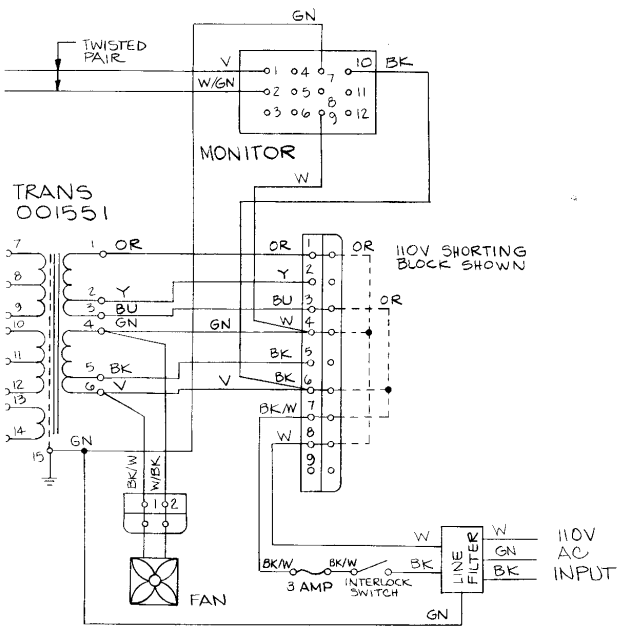 GN
TWISTED
PAIR
V
10 BK
1 4 7
W/GN
2 5 8 11
3 6 9 12
MONITOR
W
TRANS
001551
7 1 OR OR 1 OR
110V SHORTING
BLOCK SHOWN
8 Y 2
2 Y
9 3 BU BU 3 OR
10 4 GN GN W 4
11 BK 5
5 BK
12 6 V V BK 6
13
BK/W 7
14 W 8
15 GN
9
BK/W
W/BK
1 2
FAN
W W 110V
LINE
FILTER
GN AC
BK/W BK/W BK BK INPUT
3 AMP
INTERLOCK
SWITCH
GN